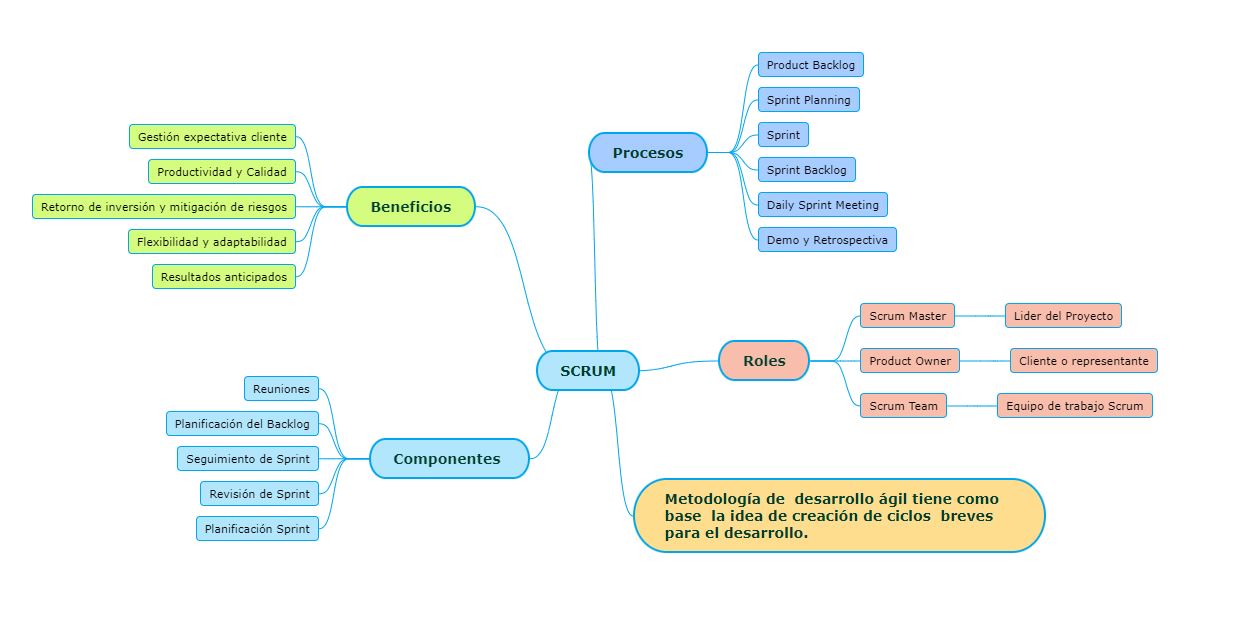 SCRUM
Beneficios
Gestión expectativa cliente
Productividad y Calidad
Retorno de inversión y mitigación de riesgos
Flexibilidad y adaptabilidad
Resultados anticipados
Componentes
Reuniones
Planificación del Backlog
Seguimiento de Sprint
Revisión de Sprint
Planificación Sprint
Procesos
Product Backlog
Sprint Planning
Sprint
Sprint Backlog
Daily Sprint Meeting
Demo y Retrospectiva
Roles
Scrum Master
Lider del Proyecto
Product Owner
Cliente o representante
Scrum Team
Equipo de trabajo Scrum
Metodología de desarrollo ágil tiene como
base la idea de creación de ciclos breves
para el desarrollo.